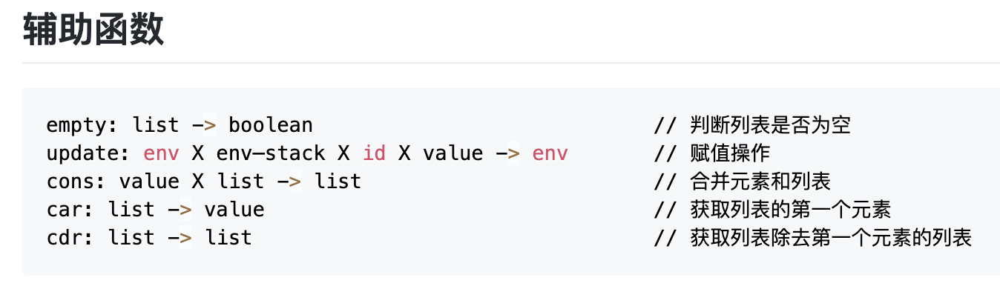 辅助函数
empty: list -> boolean // 判断列表是否为空
update: env X env-stack X id X value -> env // 赋值操作
cons: value X list -> list // 合并元素和列表
car: list -> value // 获取列表的第一个元素
cdr: list -> list // 获取列表除去第一个元素的列表